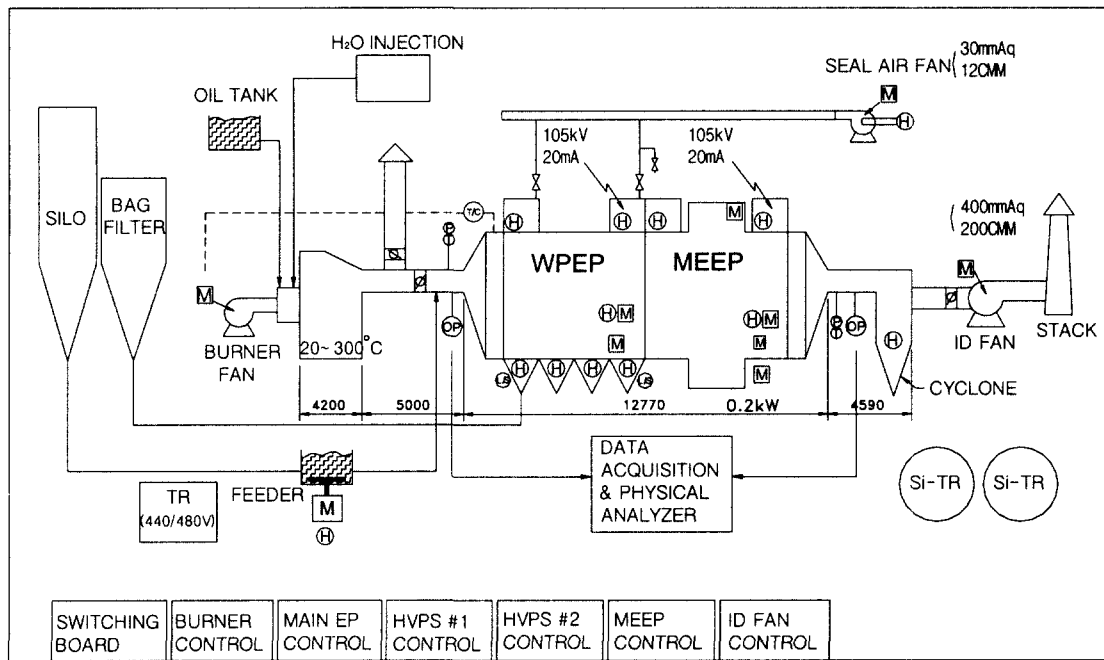 H₂O INJECTION
30mmAq
12CMM
SEAL AIR FAN
M
H
OIL TANK
105kV
20mA
105kV
20mA
SILO
BAG
FILTER
T/C
H
H
H
M
H
400mmAq
200CMM
M
M
WPEP
MEEP
H M
H M
M
M
M
OP
OP
BURNER
FAN
20~300°C
ID FAN
STACK
H
H
H
H
L/S
L/S
H
CYCLONE
4200
5000
12770
0.2kW
4590
FEEDER
M
H
TR
(440/480V)
DATA
ACQUISITION
& PHYSICAL
ANALYZER
Si-TR
Si-TR
SWITCHING
BOARD
BURNER
CONTROL
MAIN EP
CONTROL
HVPS #1
CONTROL
HVPS #2
CONTROL
MEEP
CONTROL
ID FAN
CONTROL